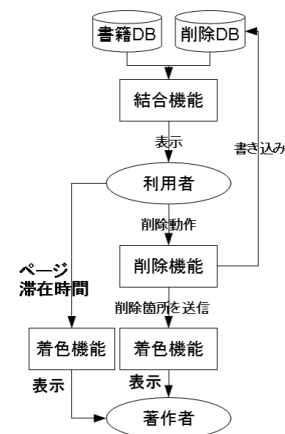 書籍DB
削除DB
結合機能
表示
書き込み
利用者
削除動作
削除機能
ページ
滞在時間
削除箇所を送信
着色機能
着色機能
表示
表示
著作者